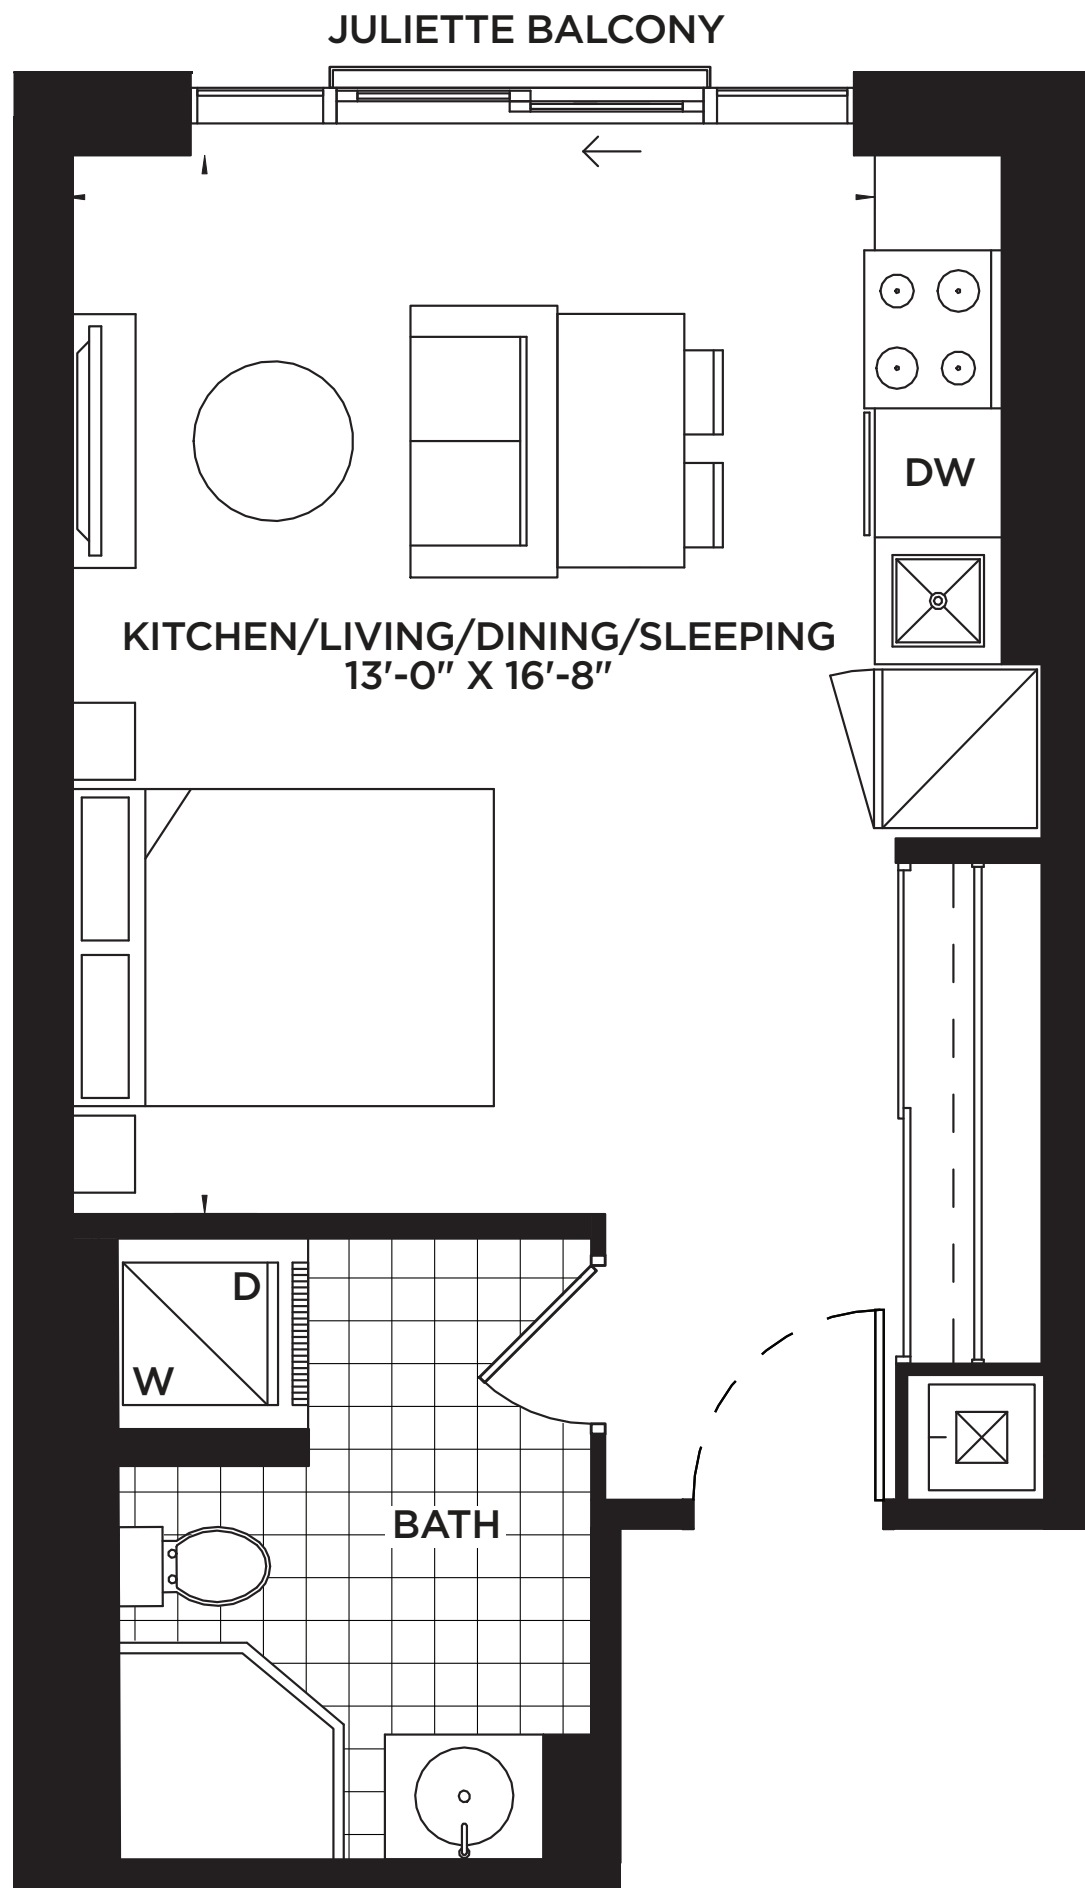 JULIETTE BALCONY
DW
KITCHEN/LIVING/DINING/SLEEPING
13'-0" X 16'-8"
D
W
BATH